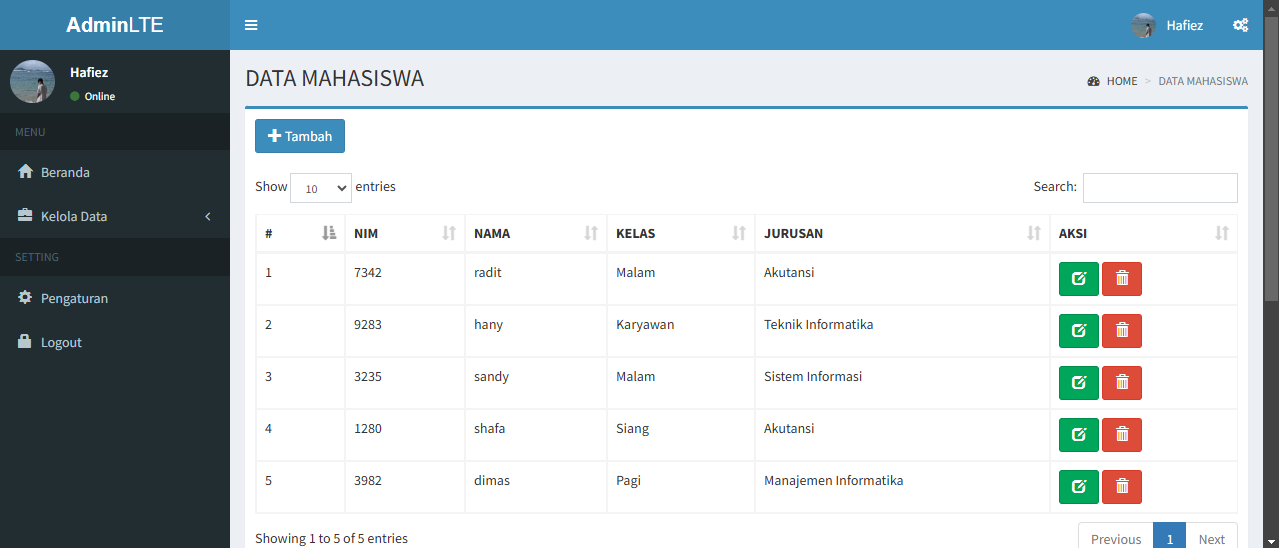 AdminLTE
Hafiez
Hafiez
Online
MENU
Beranda
Kelola Data
SETTING
Pengaturan
Logout
DATA MAHASISWA
HOME > DATA MAHASISWA
Tambah
Show 10 entries
Search:
# NIM NAMA KELAS JURUSAN AKSI
1 7342 radit Malam Akutansi
2 9283 hany Karyawan Teknik Informatika
3 3235 sandy Malam Sistem Informasi
4 1280 shafa Siang Akutansi
5 3982 dimas Pagi Manajemen Informatika
Showing 1 to 5 of 5 entries
Previous 1 Next